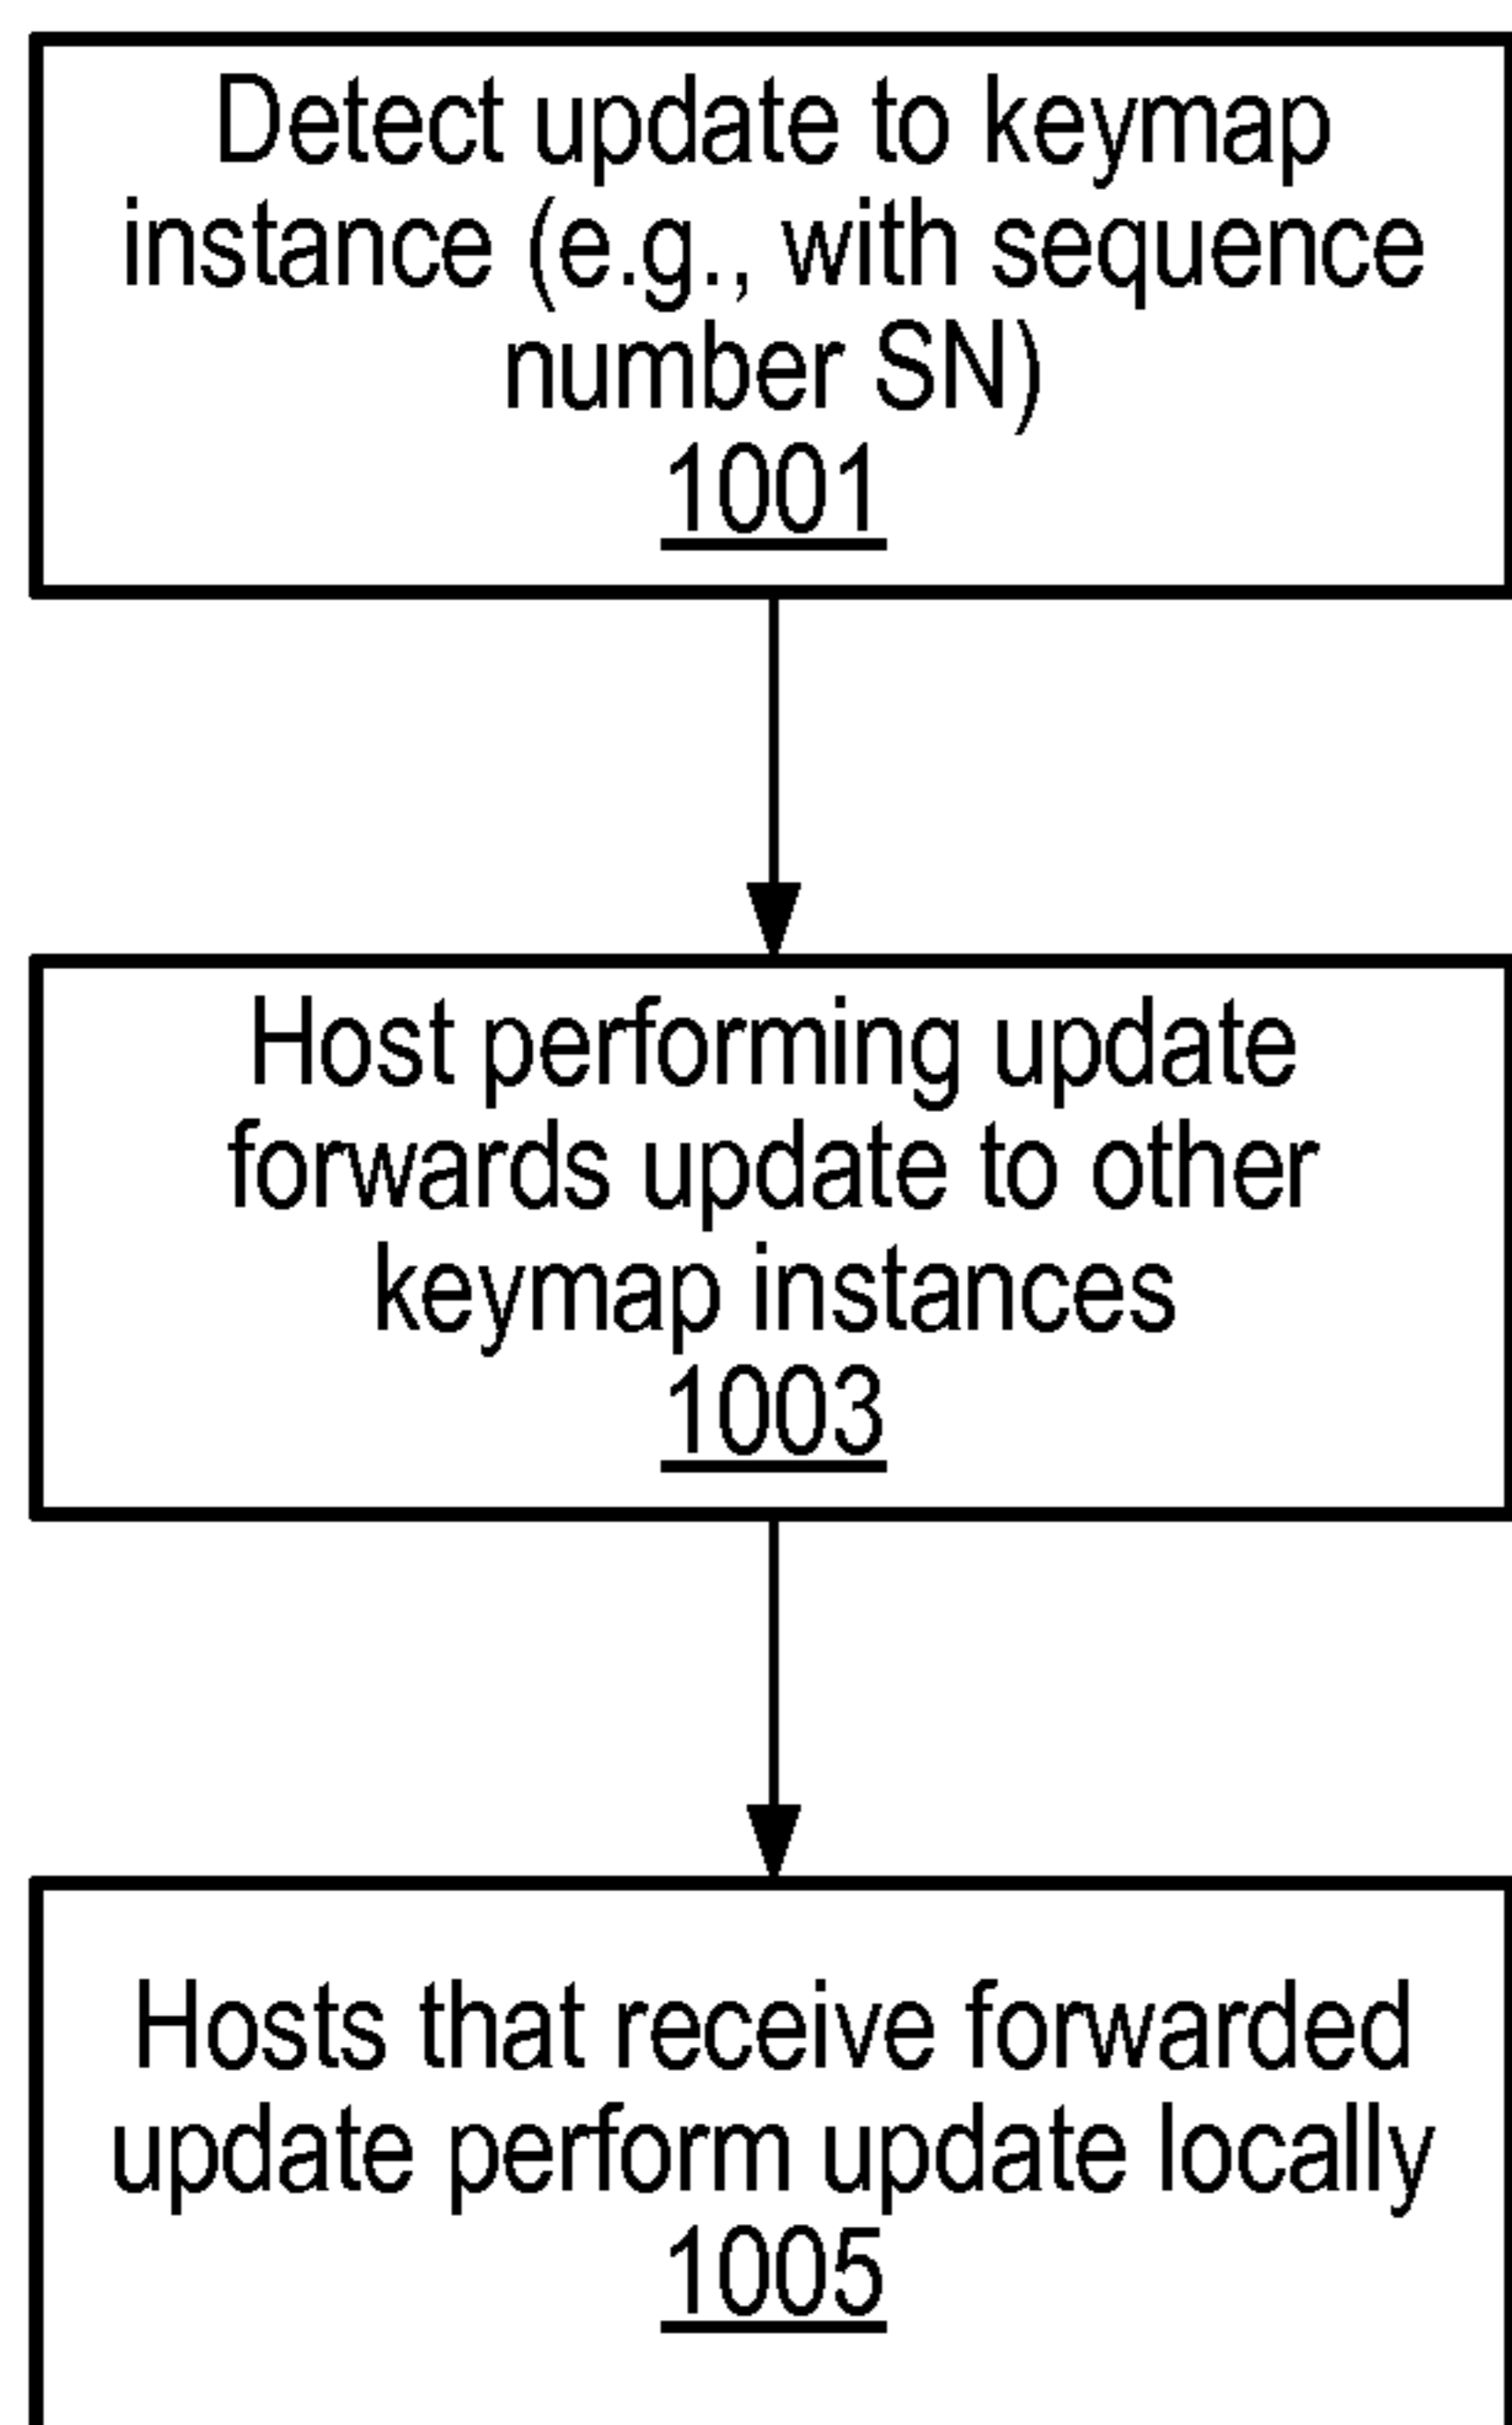 Detect update to keymap
instance (e.g., with sequence
number SN)
1001
Host performing update
forwards update to other
keymap instances
1003
Hosts that receive forwarded
update perform update locally
1005